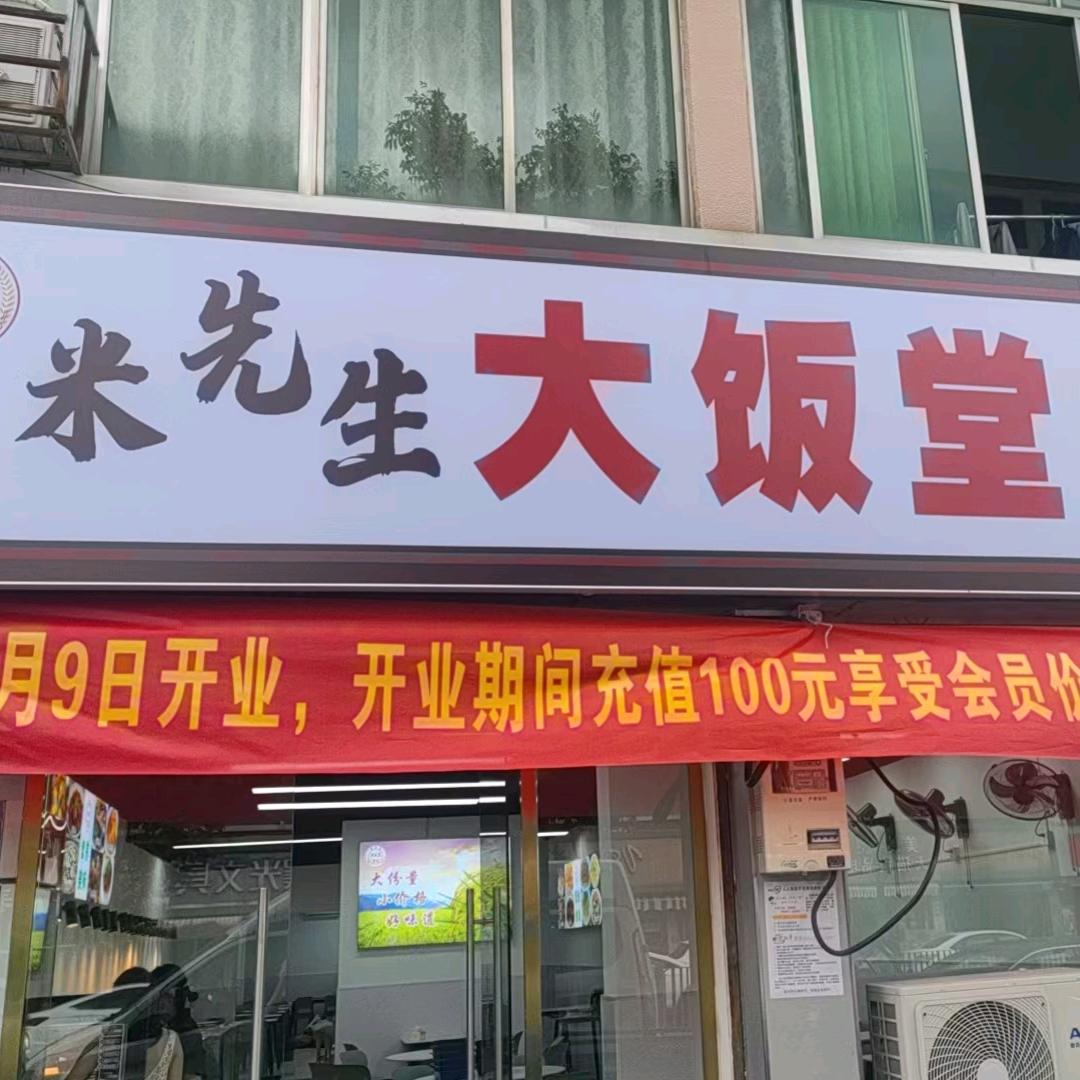 米先生大饭堂
月9日开业，开业期间充值100元享受会员价
大份量
小价格
好味道